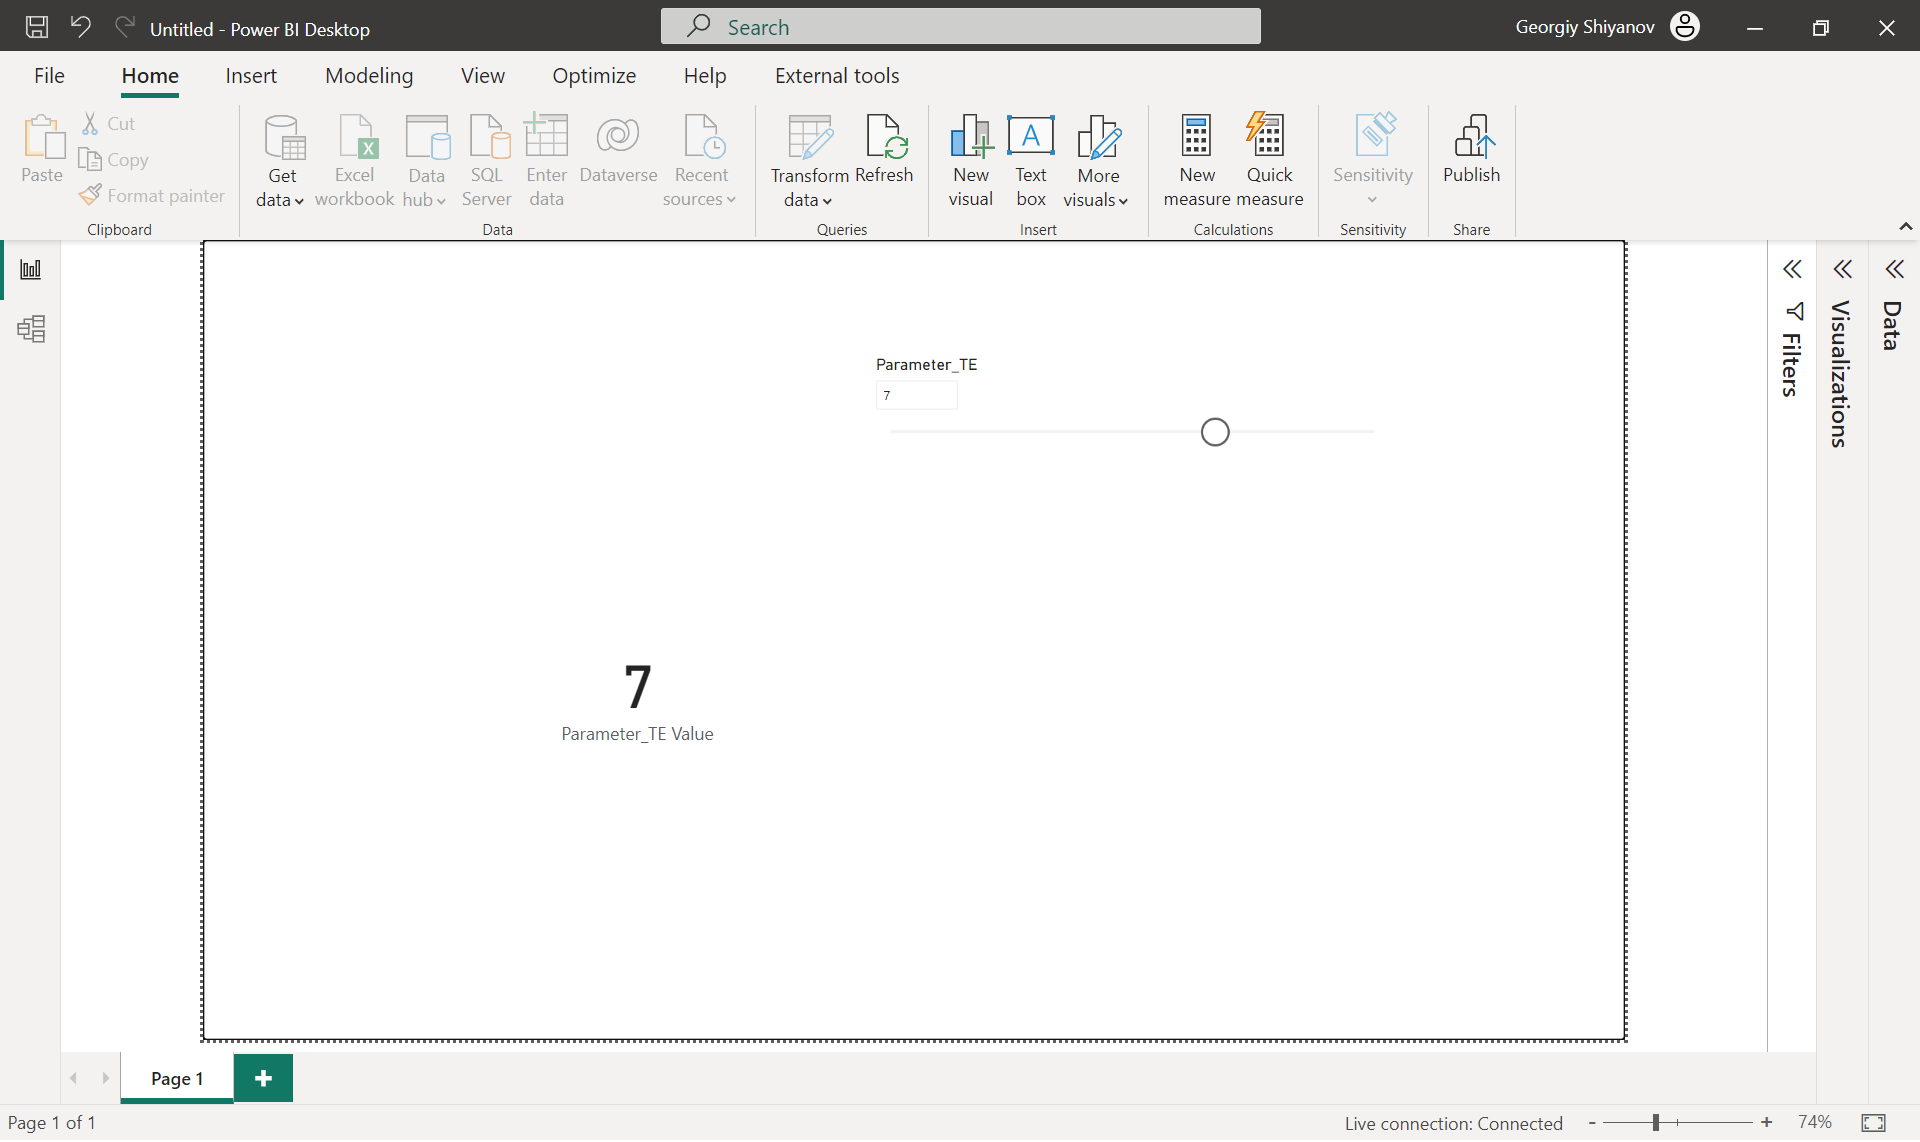 Untitled - Power BI Desktop
Search
Georgiy Shiyanov
File Home Insert Modeling View Optimize Help External tools
Paste
Cut
Copy
Format painter
Clipboard
Get data
Excel workbook
Data hub
SQL Server
Enter data
Dataverse
Recent sources
Data
Transform data
Refresh
Queries
New visual
Text box
More visuals
Insert
New measure
Quick measure
Calculations
Sensitivity
Sensitivity
Publish
Share
Parameter_TE
7
7
Parameter_TE Value
Filters
Visualizations
Data
Page 1
Page 1 of 1
Live connection: Connected
- + 74%